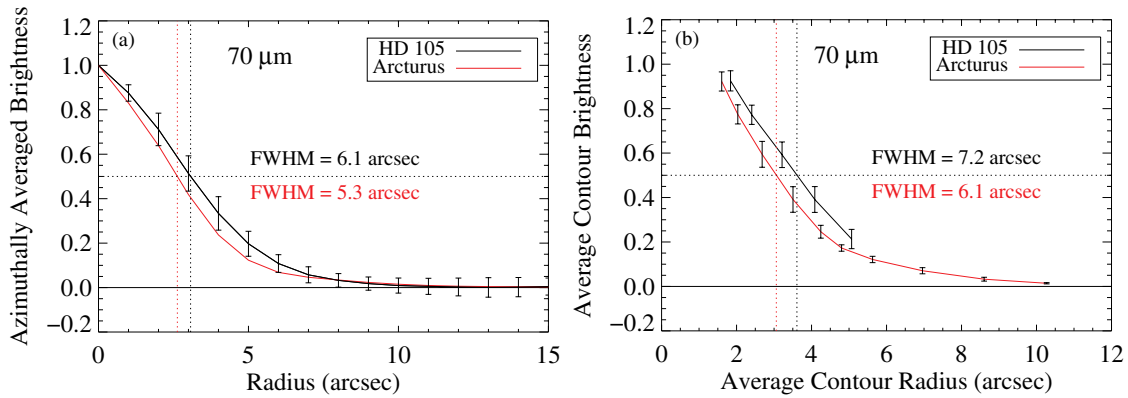 (a)
70 μm
HD 105
Arcturus
FWHM = 6.1 arcsec
FWHM = 5.3 arcsec
Azimuthally Averaged Brightness
1.0
0.8
0.6
0.4
0.2
0.0
−0.2
0
5
10
15
Radius (arcsec)
(b)
70 μm
HD 105
Arcturus
FWHM = 7.2 arcsec
FWHM = 6.1 arcsec
Average Contour Brightness
1.0
0.8
0.6
0.4
0.2
0.0
−0.2
0
2
4
6
8
10
12
Average Contour Radius (arcsec)